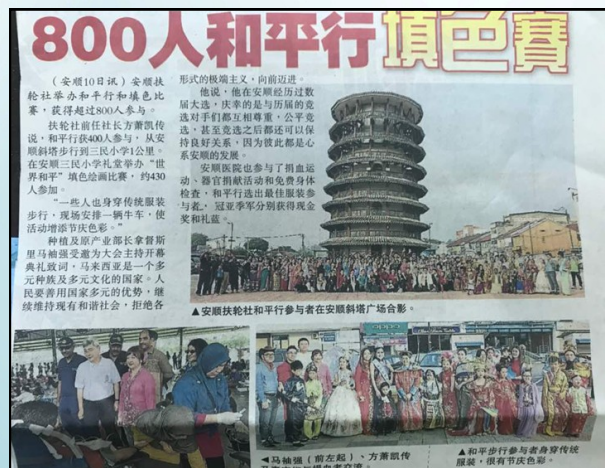 800人和平行填色賽
(安顺10日讯)安顺扶
轮社举办和平行和填色比
赛,获得超过800人参与。
扶轮社前任社长方萧凯传
说,和平行获400人参与,从安
顺斜塔步行到三民小学1公里。
在安顺三民小学礼堂举办“世
界和平”填色绘画比赛,约430
人参加。
“一些人也身穿传统服装
步行,现场安排一辆牛车,使
活动增添节庆色彩。”
种植及原产业部长拿督斯
里马袖强受邀为大会主持开幕
典礼致词,马来西亚是一个多
元种族及多元文化的国家。人
民要善用国家多元的优势,继
续维持现有和谐社会,拒绝各
形式的极端主义,向前迈进。
他说,他在安顺经历过数
届大选,庆幸的是与历届的竞
选对手们都互相尊重,公平竞
选,甚至竞选之后都还可以保
持良好关系,因为彼此都是心
系安顺的发展。
安顺医院也参与了捐血运
动、器官捐献活动和免费身体
检查,和平行选出最佳服装参
与者,冠亚季军分别获得现金
奖和礼蓝。
▲安顺扶轮社和平行参与者在安顺斜塔广场合影。
oppo
◀马袖强(前左起)、方萧凯传
▲和平步行参与者身穿传统
服装,很有节庆色彩。